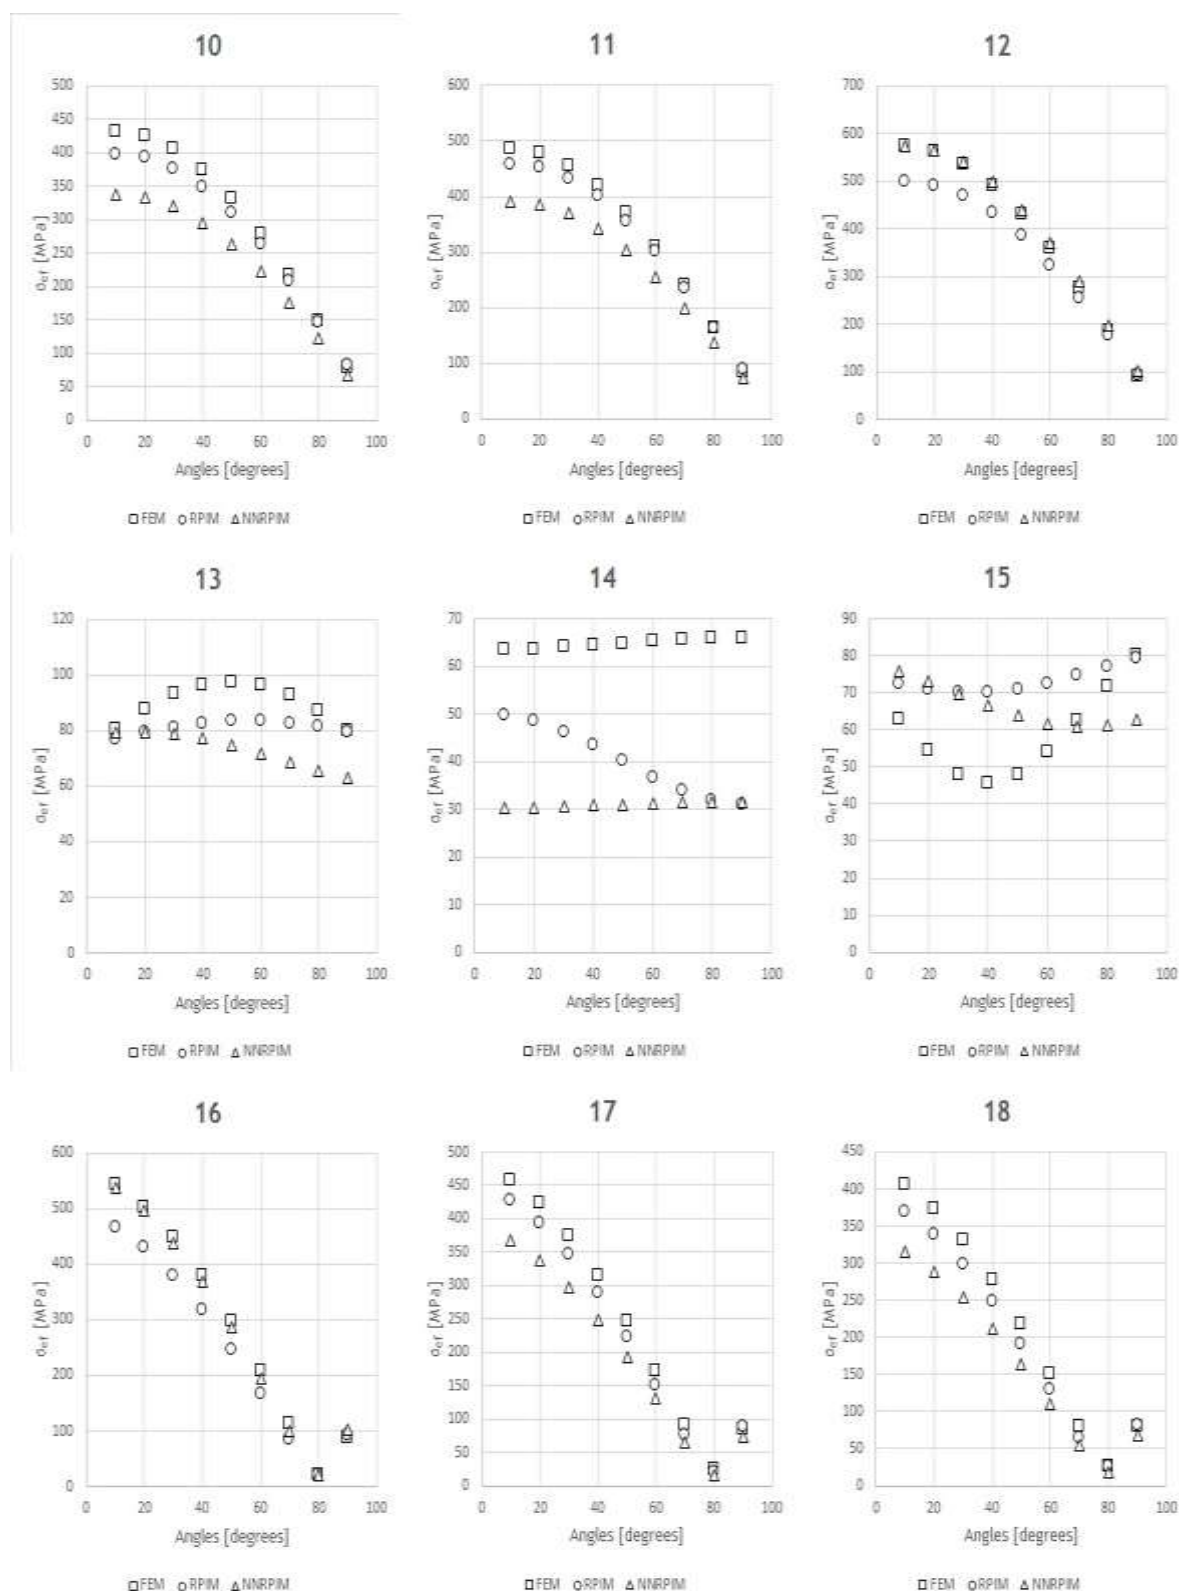 10
11
12
500
450
400
350
300
250
200
150
100
50
0
σef [MPa]
0 20 40 60 80 100
Angles [degrees]
FEM RPIM NNRPIM
600
500
400
300
200
100
0
σef [MPa]
0 20 40 60 80 100
Angles [degrees]
FEM RPIM NNRPIM
700
600
500
400
300
200
100
0
σef [MPa]
0 20 40 60 80 100
Angles [degrees]
FEM RPIM NNRPIM
13
14
15
120
100
80
60
40
20
0
σef [MPa]
0 20 40 60 80 100
Angles [degrees]
FEM RPIM NNRPIM
70
60
50
40
30
20
10
0
σef [MPa]
0 20 40 60 80 100
Angles [degrees]
FEM RPIM NNRPIM
90
80
70
60
50
40
30
20
10
0
σef [MPa]
0 20 40 60 80 100
Angles [degrees]
FEM RPIM NNRPIM
16
17
18
600
500
400
300
200
100
0
σef [MPa]
0 20 40 60 80 100
Angles [degrees]
FEM RPIM NNRPIM
500
450
400
350
300
250
200
150
100
50
0
σef [MPa]
0 20 40 60 80 100
Angles [degrees]
FEM RPIM NNRPIM
450
400
350
300
250
200
150
100
50
0
σef [MPa]
0 20 40 60 80 100
Angles [degrees]
FEM RPIM NNRPIM